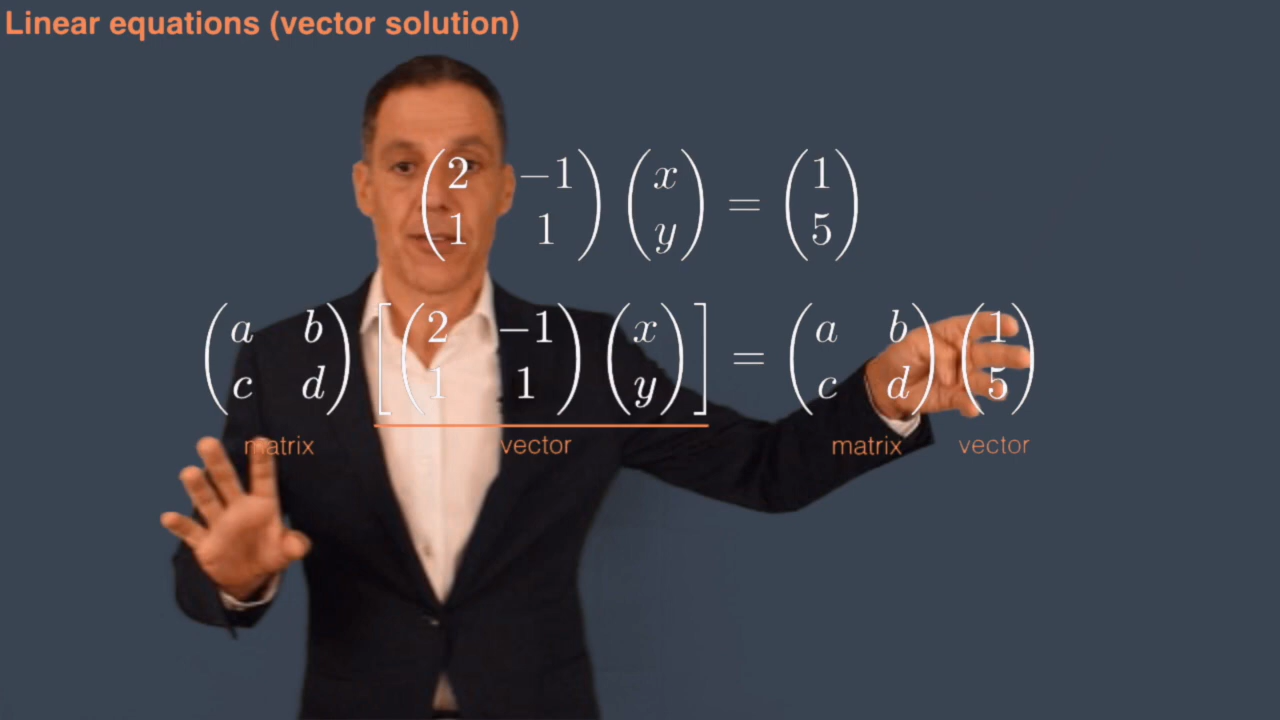 Linear equations (vector solution)
(2 −1) (x) = (1)
(1 1) (y) (5)
(a b) [(2 −1) (x)] = (a b) (1)
(c d) [(1 1) (y)] (c d) (5)
matrix vector matrix vector